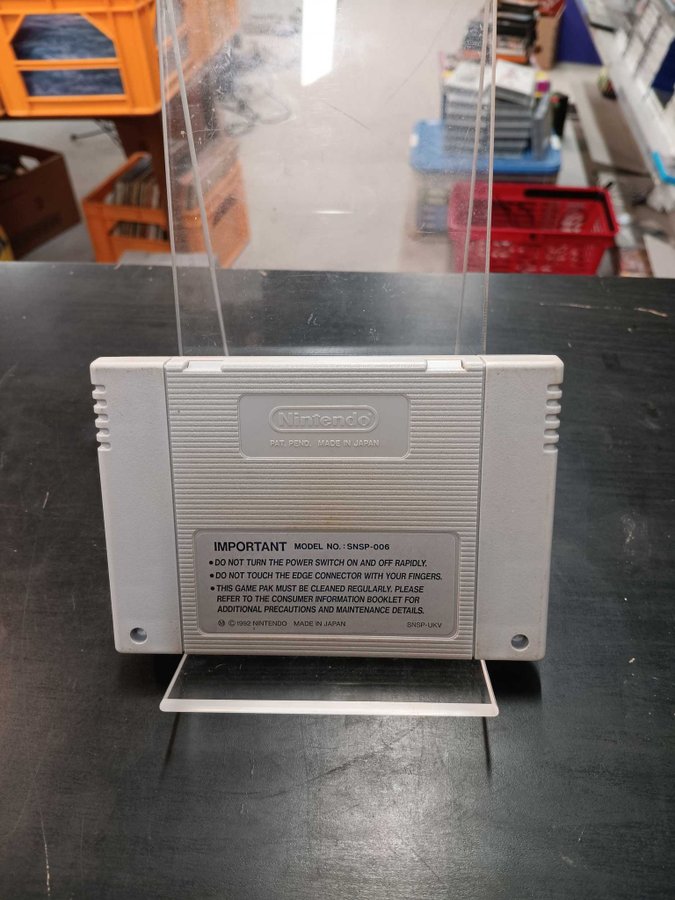 Nintendo
PAT. PEND. MADE IN JAPAN
IMPORTANT MODEL NO.: SNSP-006
• DO NOT TURN THE POWER SWITCH ON AND OFF RAPIDLY.
• DO NOT TOUCH THE EDGE CONNECTOR WITH YOUR FINGERS.
• THIS GAME PAK MUST BE CLEANED REGULARLY. PLEASE
REFER TO THE CONSUMER INFORMATION BOOKLET FOR
ADDITIONAL PRECAUTIONS AND MAINTENANCE DETAILS.
Ⓜ ©1992 NINTENDO MADE IN JAPAN SNSP-UKV